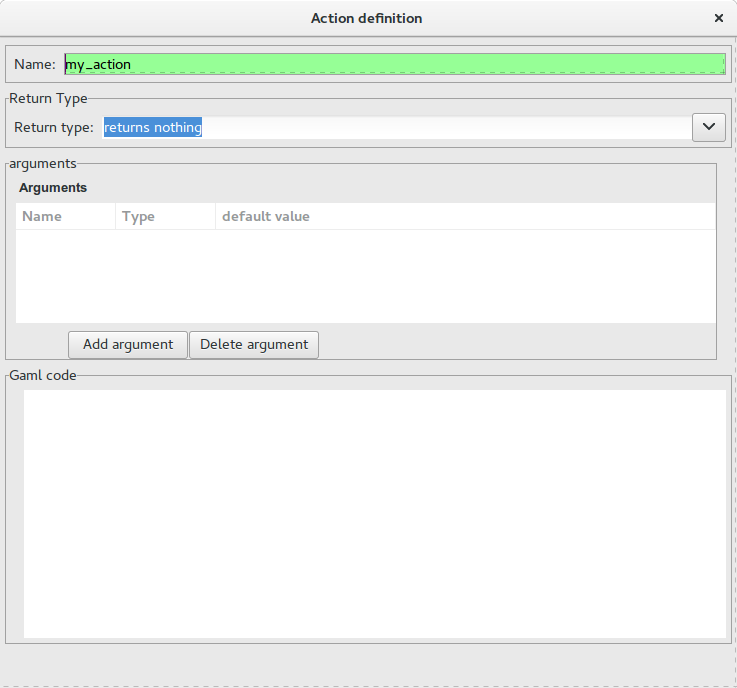 Action definition
Name: my_action
Return Type
Return type: returns nothing
arguments
Arguments
Name Type default value
Add argument Delete argument
Gaml code